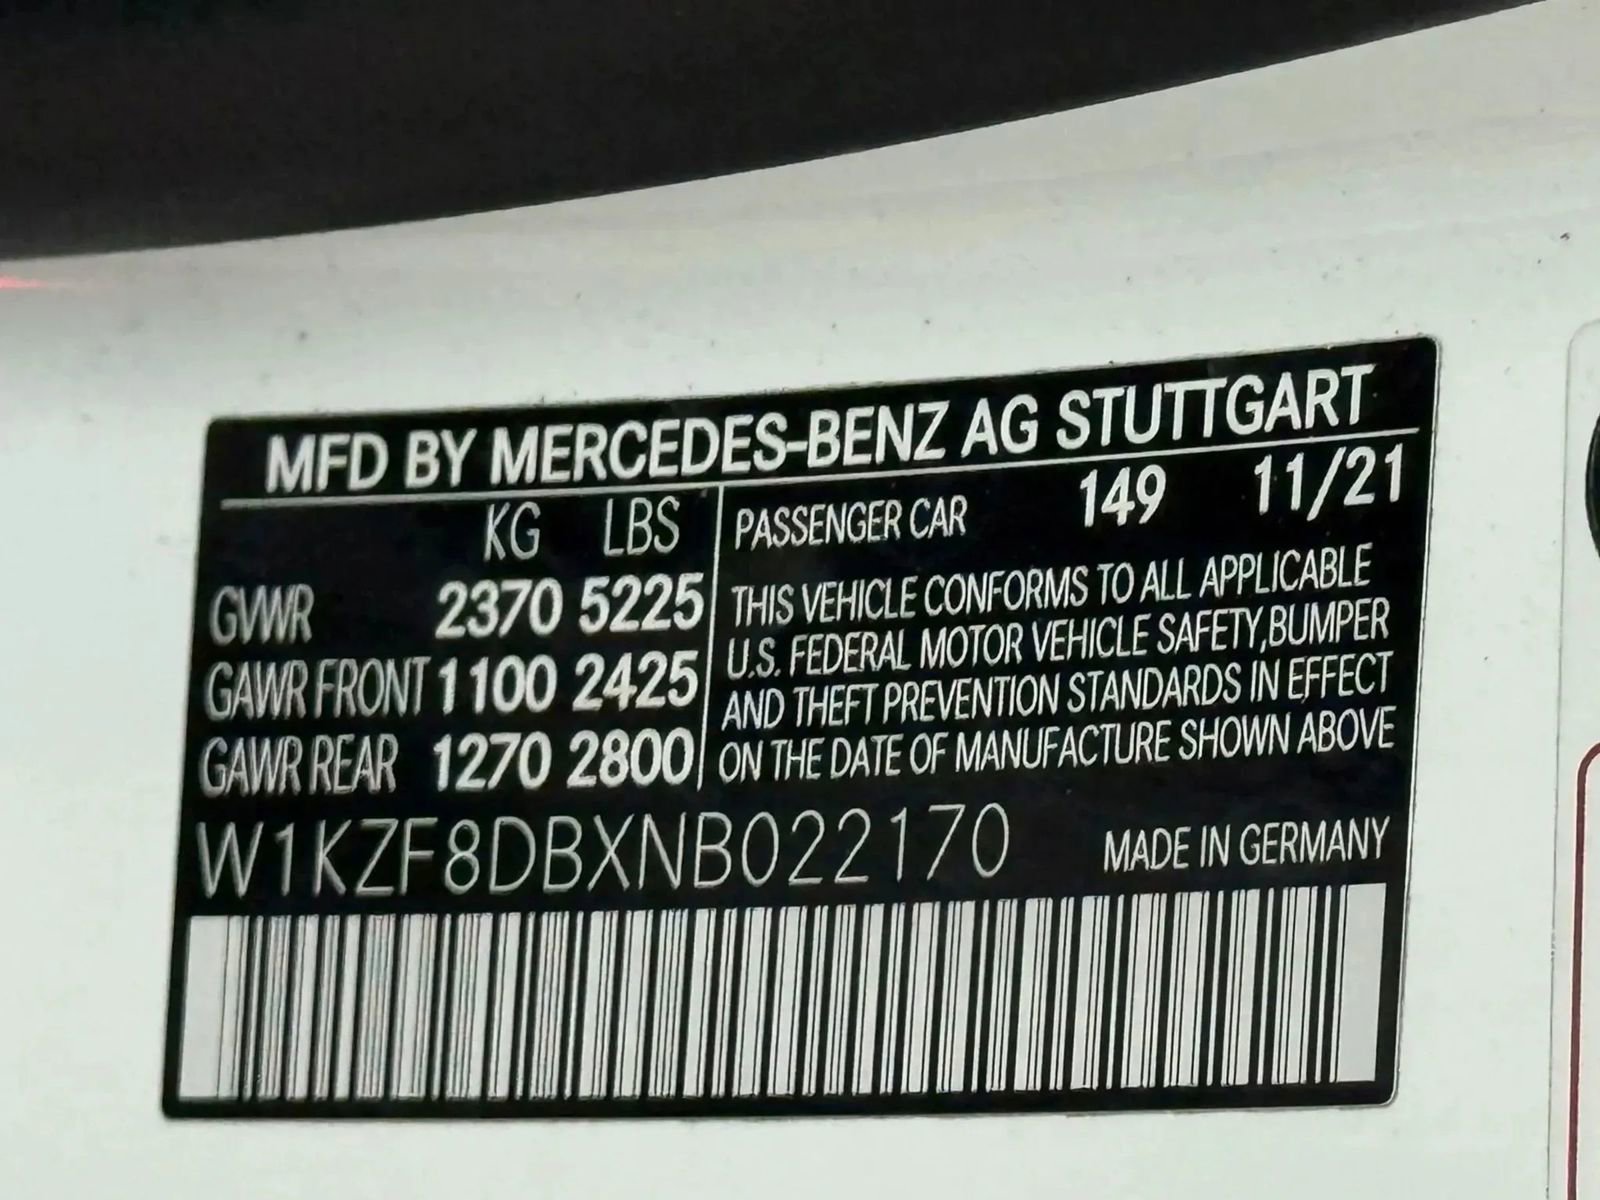 MFD BY MERCEDES-BENZ AG STUTTGART
KG LBS
GVWR 2370 5225
GAWR FRONT 1100 2425
GAWR REAR 1270 2800
PASSENGER CAR 149 11/21
THIS VEHICLE CONFORMS TO ALL APPLICABLE
U.S. FEDERAL MOTOR VEHICLE SAFETY,BUMPER
AND THEFT PREVENTION STANDARDS IN EFFECT
ON THE DATE OF MANUFACTURE SHOWN ABOVE
W1KZF8DBXNB022170
MADE IN GERMANY